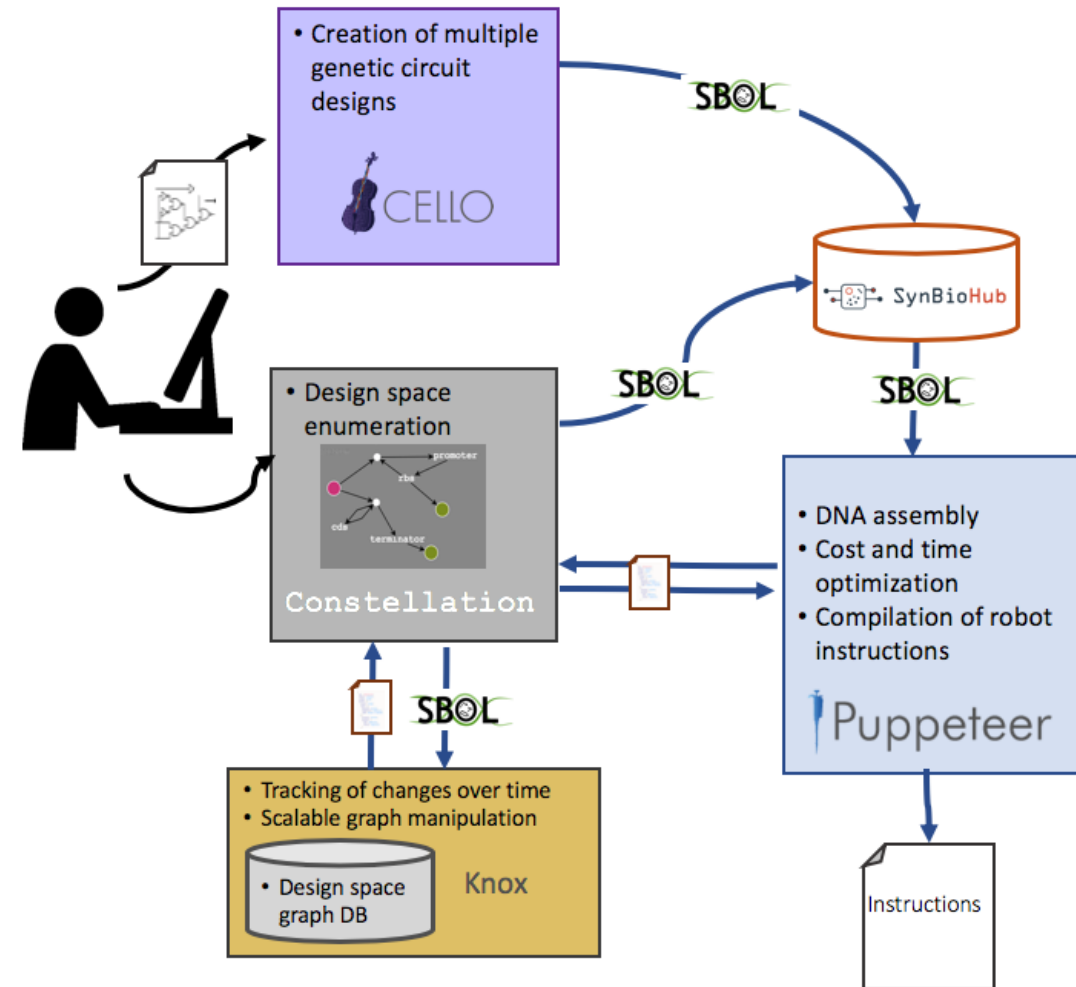 • Creation of multiple
genetic circuit
designs
CELLO
SBOL
SynBioHub
SBOL
SBOL
• Design space
enumeration
promoter
rbs
cds
terminator
Constellation
• DNA assembly
• Cost and time
optimization
• Compilation of robot
instructions
Puppeteer
SBOL
• Tracking of changes over time
• Scalable graph manipulation
• Design space
graph DB
Knox
Instructions